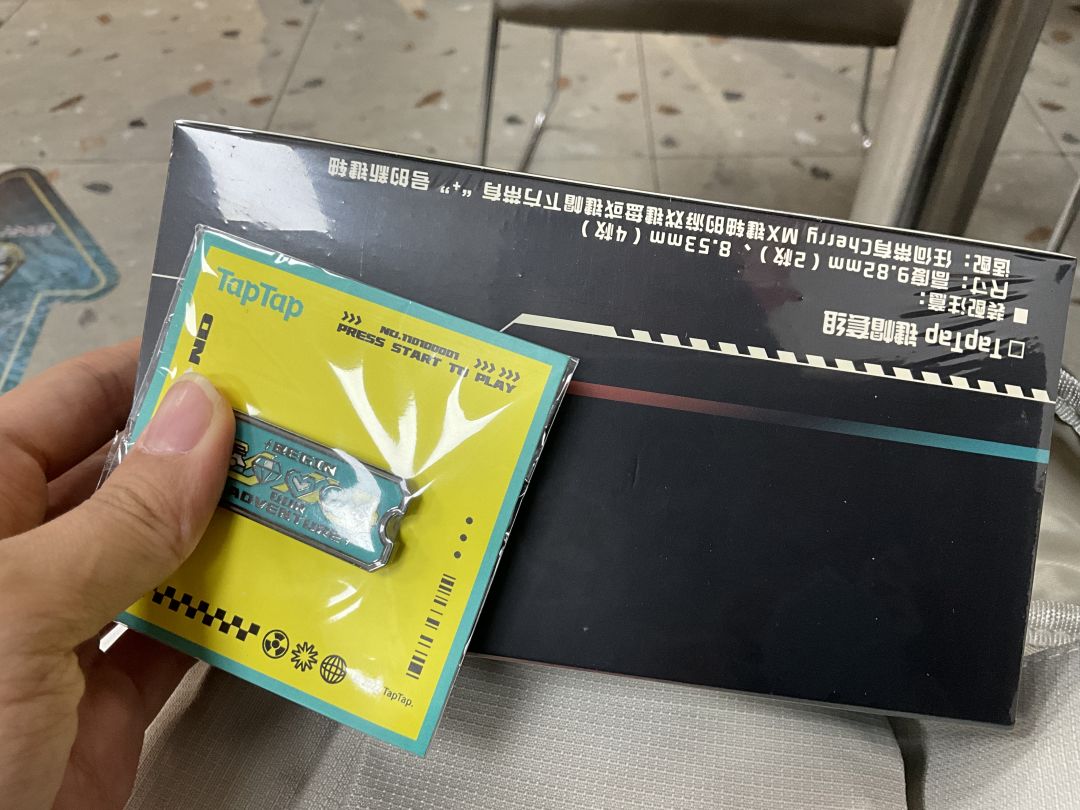 TapTap
NO.110100001
PRESS START TO PLAY
BEGIN
OUR
ADVENTURE
TapTap.
□ TapTap 键帽套组
■ 装配注意：
尺寸：高度9.82mm（2枚）、8.53mm（4枚）
适配：任何带有Cherry MX键轴的游戏键盘或键帽下方带有“+”号的新键轴